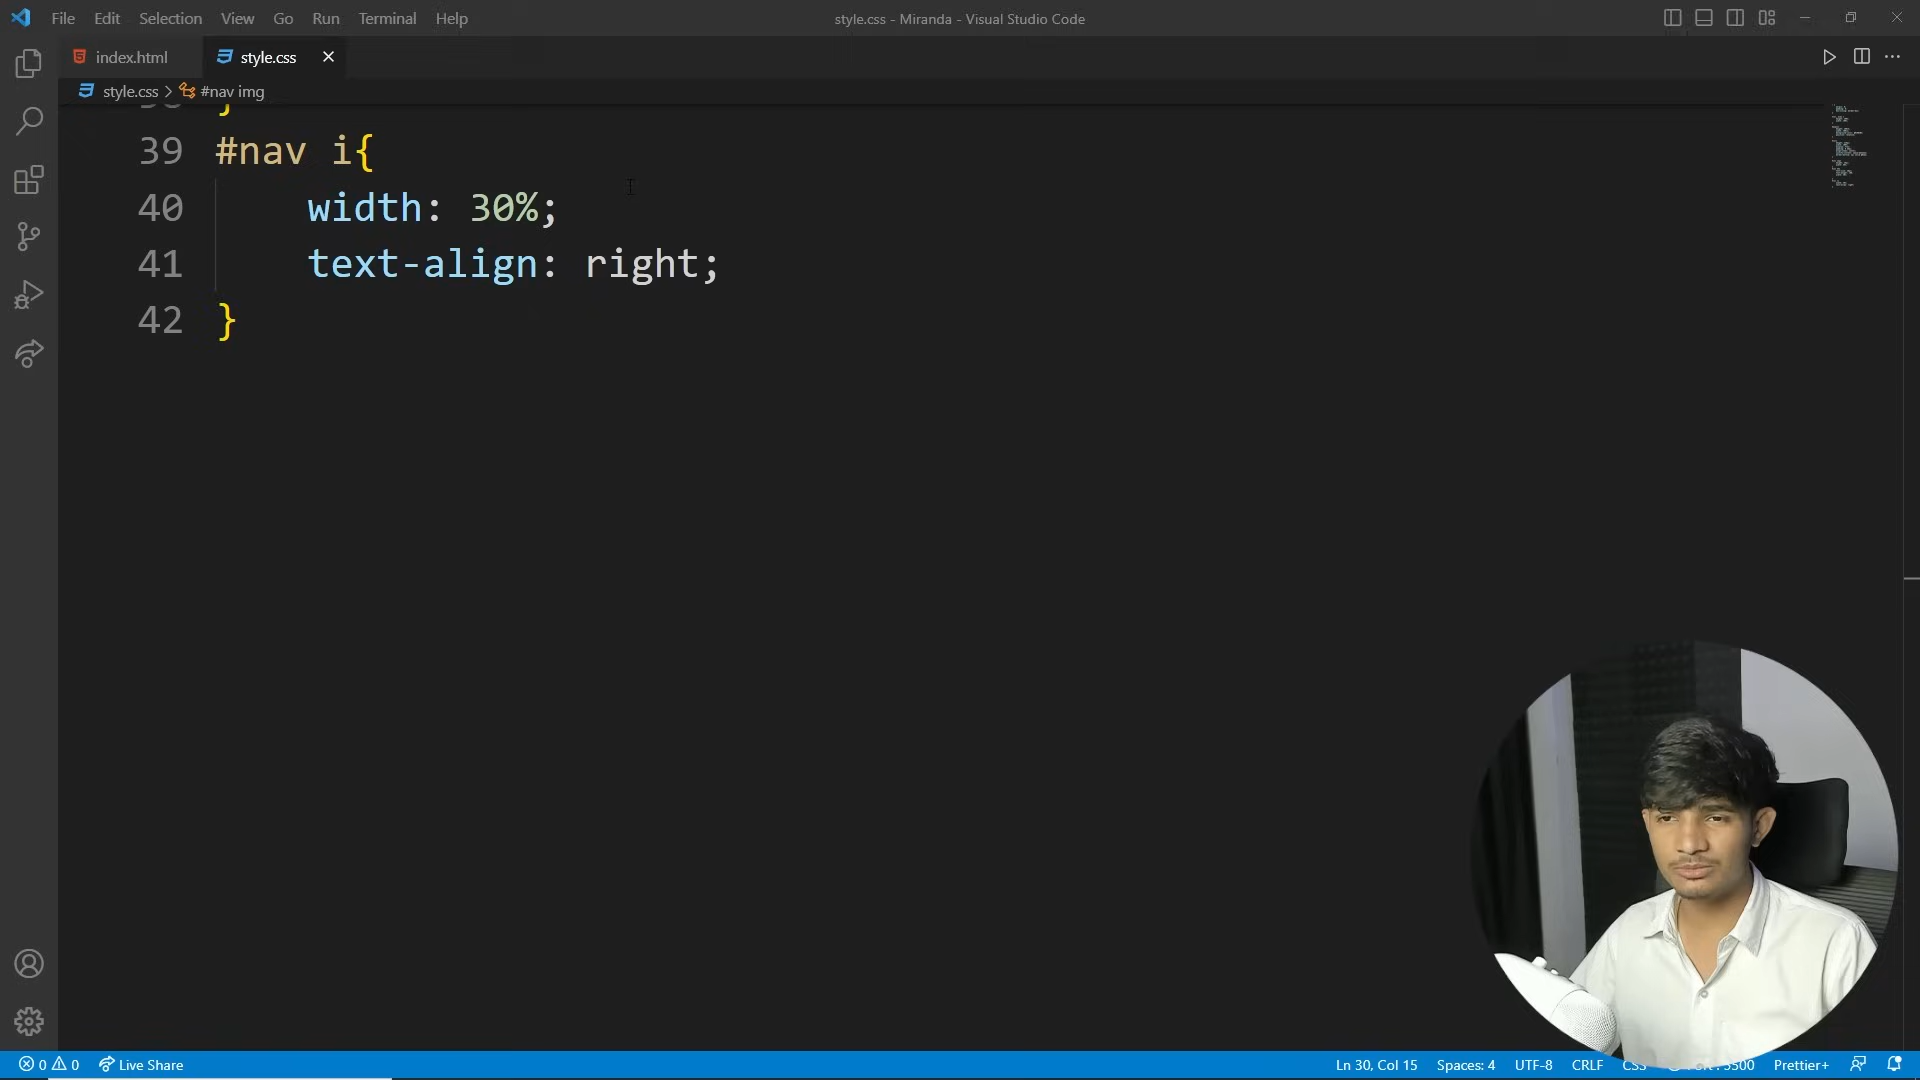 File Edit Selection View Go Run Terminal Help
style.css - Miranda - Visual Studio Code
index.html
style.css
style.css > #nav img
39 #nav i{
40 width: 30%;
41 text-align: right;
42 }
0 0 Live Share
Ln 30, Col 15 Spaces: 4 UTF-8 CRLF CSS 5500 Prettier+